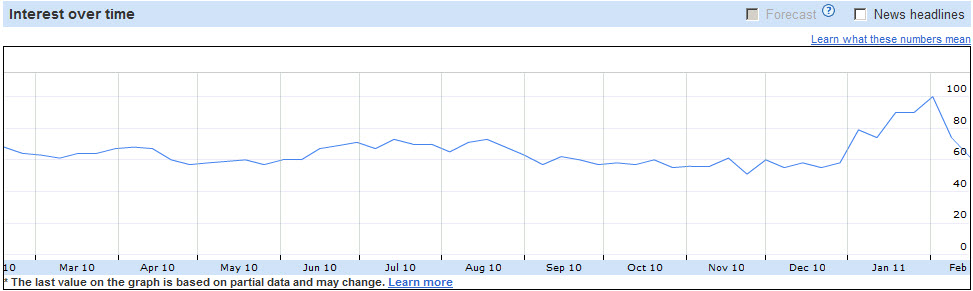 Interest over time Forecast ? News headlines
Learn what these numbers mean
100
80
60
40
20
0
10 Mar 10 Apr 10 May 10 Jun 10 Jul 10 Aug 10 Sep 10 Oct 10 Nov 10 Dec 10 Jan 11 Feb
* The last value on the graph is based on partial data and may change. Learn more